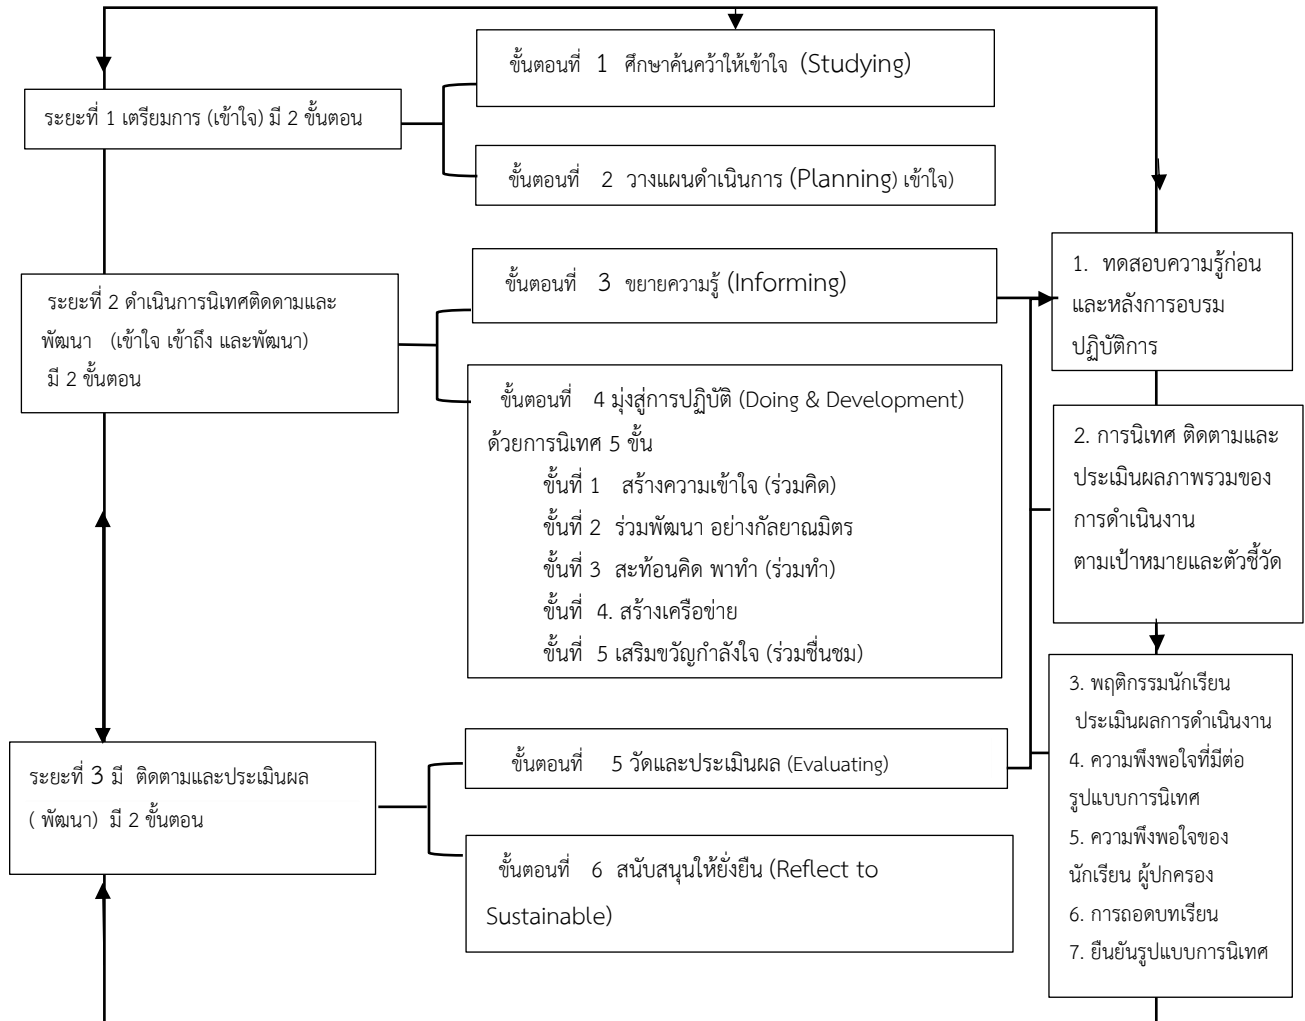 ขั้นตอนที่ 1 ศึกษาค้นคว้าให้เข้าใจ (Studying)
ระยะที่ 1 เตรียมการ (เข้าใจ) มี 2 ขั้นตอน
ขั้นตอนที่ 2 วางแผนดำเนินการ (Planning) เข้าใจ)
ระยะที่ 2 ดำเนินการนิเทศติดดามและ
พัฒนา (เข้าใจ เข้าถึง และพัฒนา)
มี 2 ขั้นตอน
ขั้นตอนที่ 3 ขยายความรู้ (Informing)
ขั้นตอนที่ 4 มุ่งสู่การปฏิบัติ (Doing & Development)
ด้วยการนิเทศ 5 ขั้น
ขั้นที่ 1 สร้างความเข้าใจ (ร่วมคิด)
ขั้นที่ 2 ร่วมพัฒนา อย่างกัลยาณมิตร
ขั้นที่ 3 สะท้อนคิด พาทำ (ร่วมทำ)
ขั้นที่ 4. สร้างเครือข่าย
ขั้นที่ 5 เสริมขวัญกำลังใจ (ร่วมชื่นชม)
ระยะที่ 3 มี ติดตามและประเมินผล
( พัฒนา) มี 2 ขั้นตอน
ขั้นตอนที่ 5 วัดและประเมินผล (Evaluating)
ขั้นตอนที่ 6 สนับสนุนให้ยั่งยืน (Reflect to
Sustainable)
1. ทดสอบความรู้ก่อน
และหลังการอบรม
ปฏิบัติการ
2. การนิเทศ ติดตามและ
ประเมินผลภาพรวมของ
การดำเนินงาน
ตามเป้าหมายและตัวชี้วัด
3. พฤติกรรมนักเรียน
ประเมินผลการดำเนินงาน
4. ความพึงพอใจที่มีต่อ
รูปแบบการนิเทศ
5. ความพึงพอใจของ
นักเรียน ผู้ปกครอง
6. การถอดบทเรียน
7. ยืนยันรูปแบบการนิเทศ